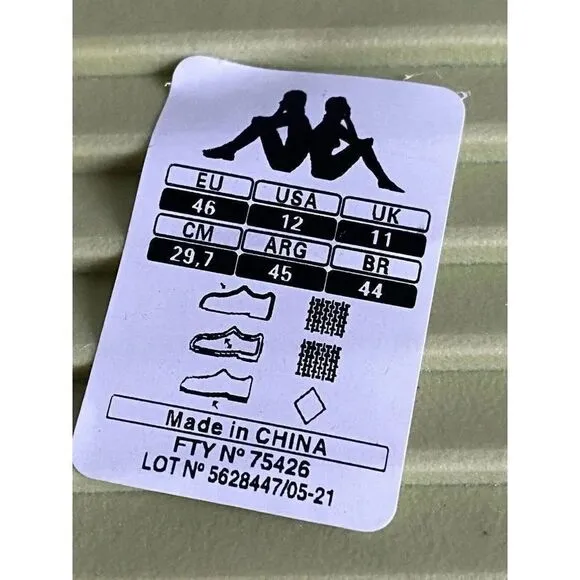 EU USA UK
46 12 11
CM ARG BR
29,7 45 44
Made in CHINA
FTY Nº 75426
LOT Nº 5628447/05-21